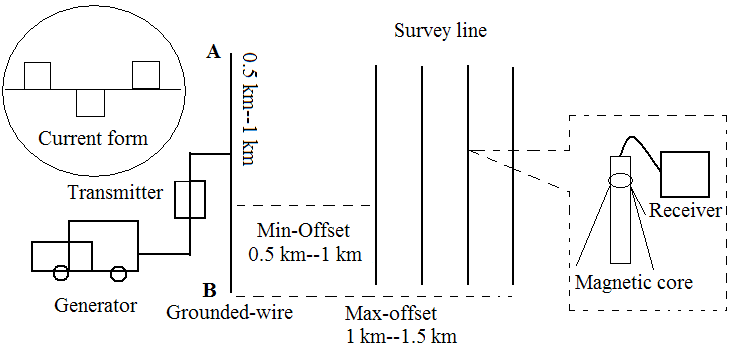 Survey line
A
0.5 km--1 km
Current form
Transmitter
Min-Offset
0.5 km--1 km
Receiver
Magnetic core
B
Generator
Grounded-wire
Max-offset
1 km--1.5 km